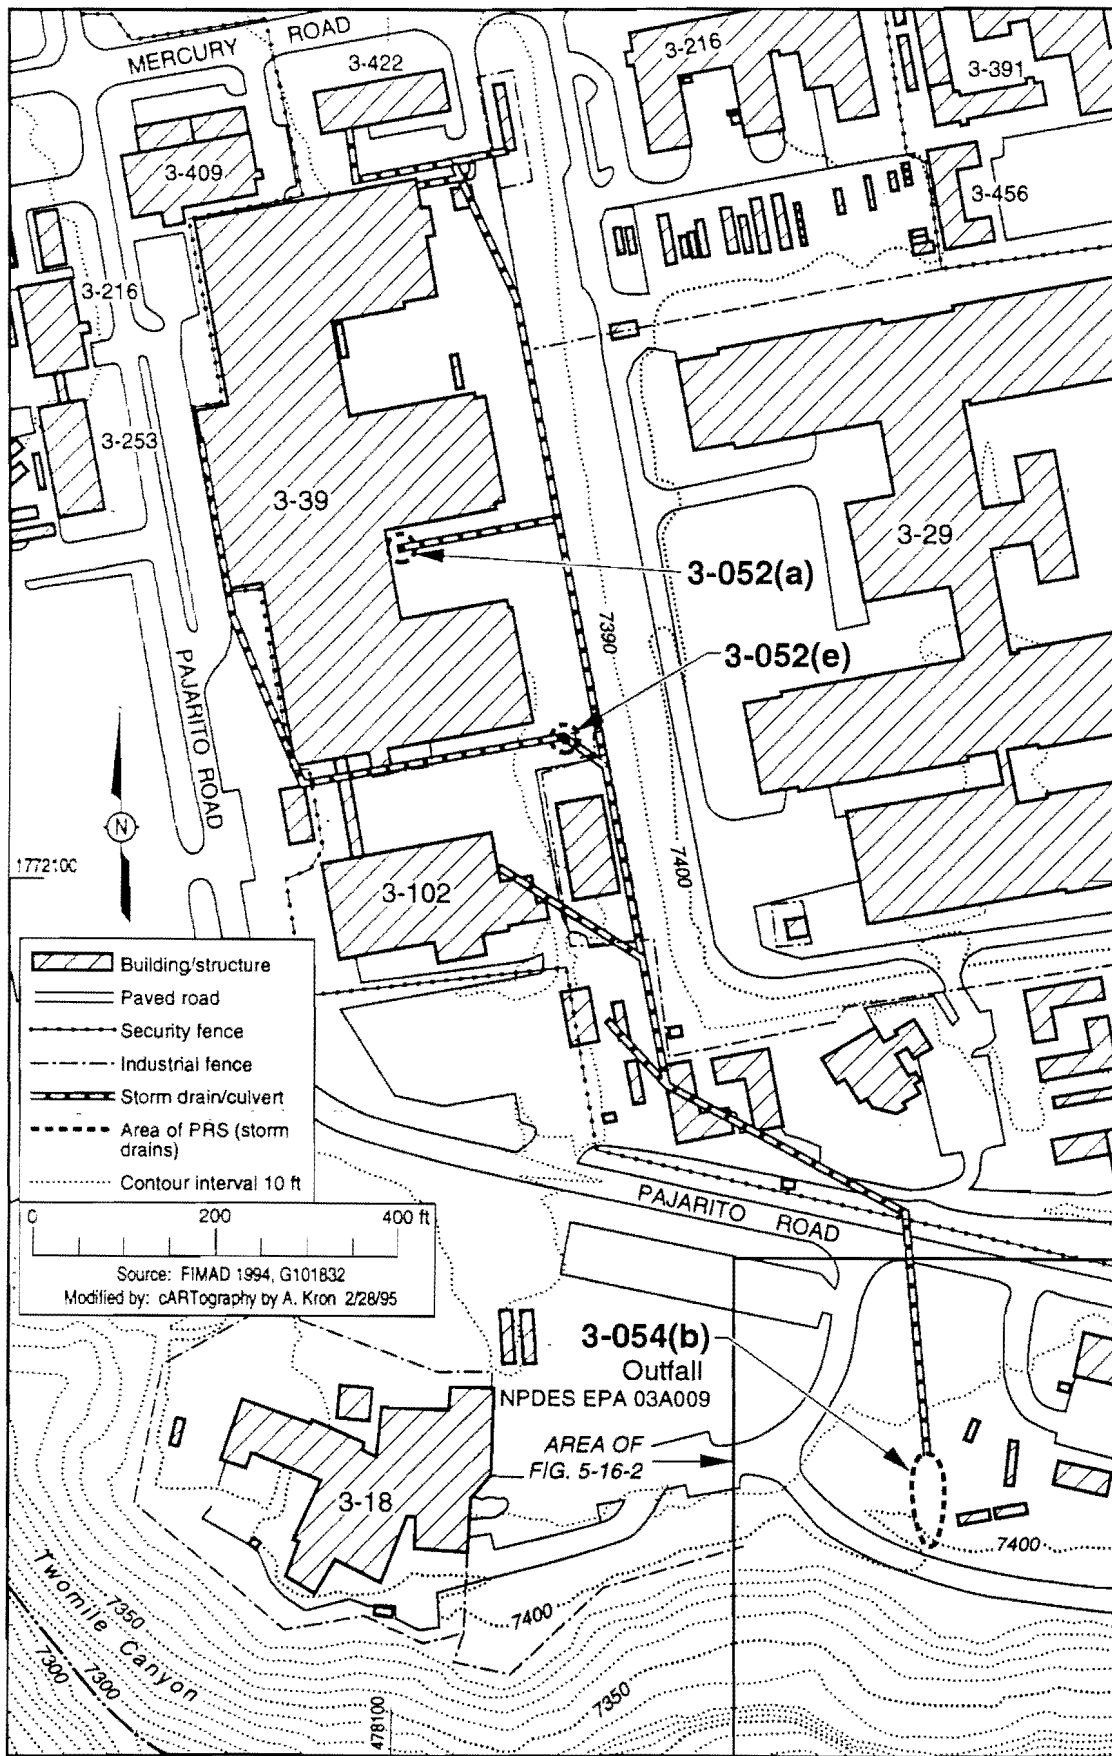 MERCURY ROAD
3-422
3-216
3-391
3-409
3-456
3-216
3-253
3-39
3-29
3-052(a)
7390
3-052(e)
PAJARITO ROAD
N
7400
1772100
3-102
Building/structure
Paved road
Security fence
Industrial fence
Storm drain/culvert
Area of PRS (storm
drains)
Contour interval 10 ft
0 200 400 ft
Source: FIMAD 1994, G101832
Modified by: cARTography by A. Kron 2/28/95
PAJARITO ROAD
3-054(b)
Outfall
NPDES EPA 03A009
AREA OF
FIG. 5-16-2
3-18
7400
7400
Twomile Canyon
7350
7300
7300
7350
478100